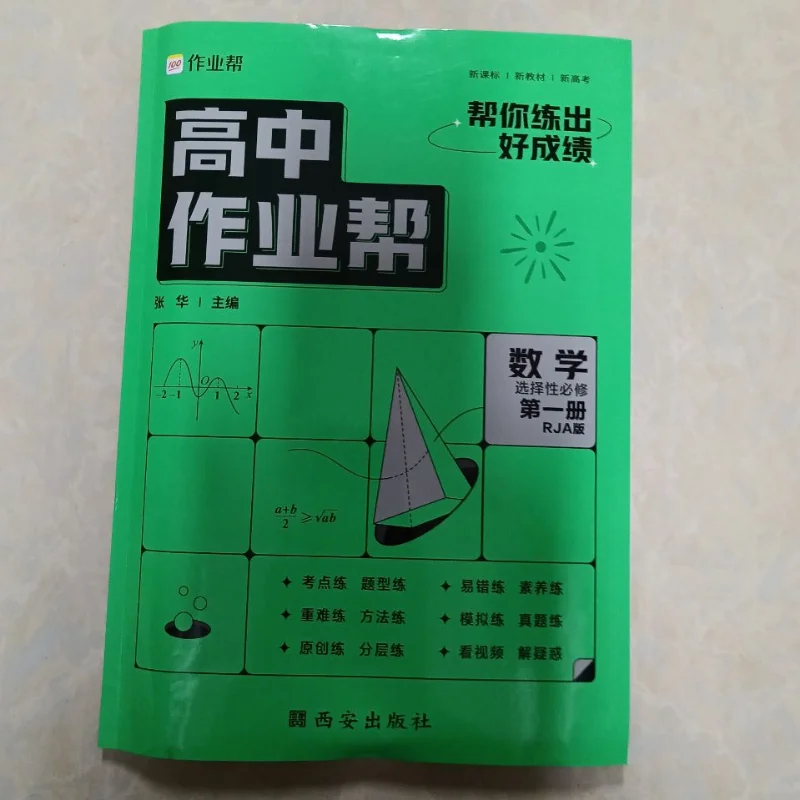 100 作业帮
新课标 | 新教材 | 新高考
帮你练出
好成绩
高中
作业帮
张 华 | 主编
数学
选择性必修
第一册
RJA版
y
-2 -1 O 1 2 x
a+b/2 ≥ √ab
考点练 题型练
易错练 素养练
重难练 方法练
模拟练 真题练
原创练 分层练
看视频 解疑惑
西安出版社